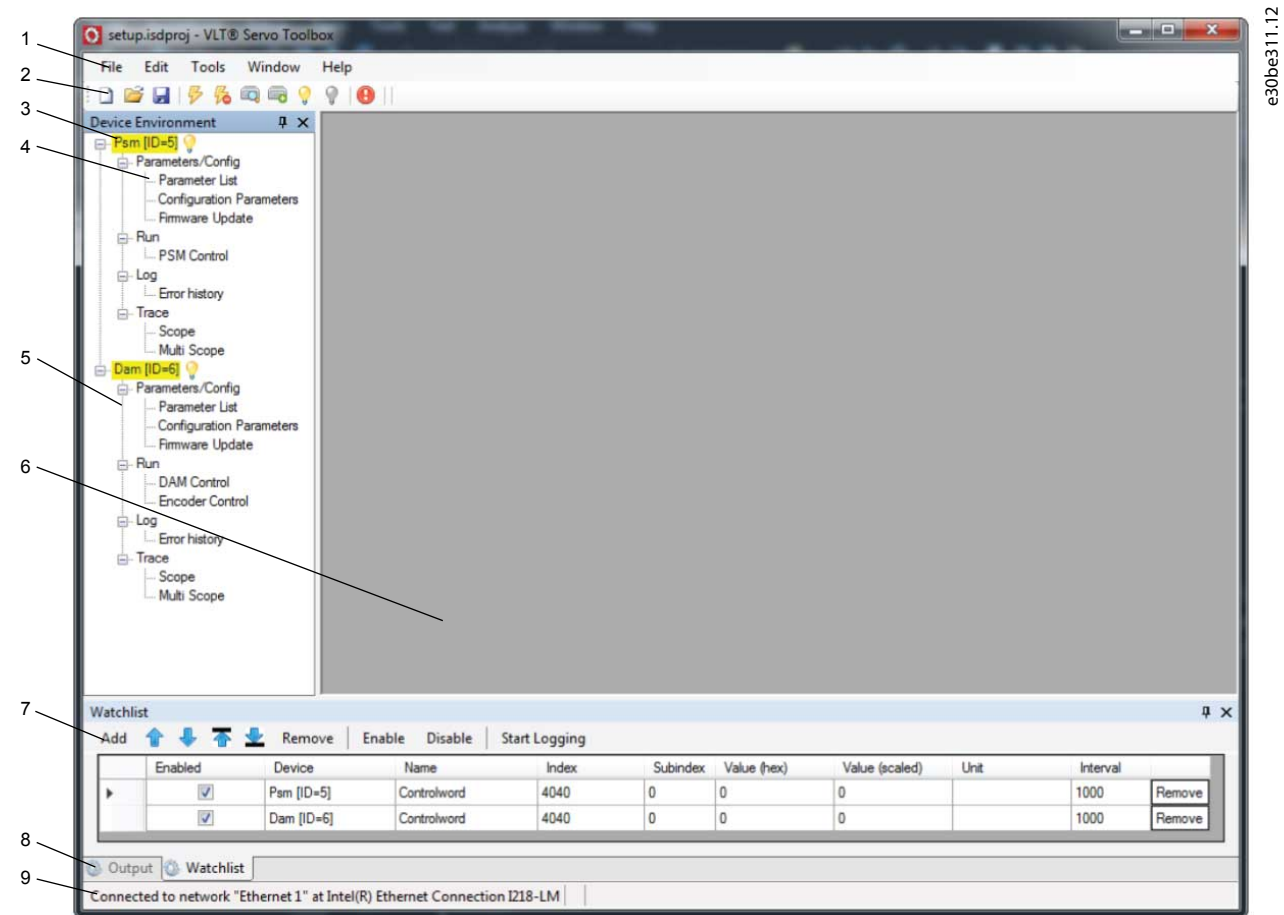 e30be311.12
1
2
3
4
5
6
7
8
9
setup.isdproj - VLT® Servo Toolbox
File Edit Tools Window Help
Device Environment
Psm [ID=5]
Parameters/Config
Parameter List
Configuration Parameters
Firmware Update
Run
PSM Control
Log
Error history
Trace
Scope
Multi Scope
Dam [ID=6]
Parameters/Config
Parameter List
Configuration Parameters
Firmware Update
Run
DAM Control
Encoder Control
Log
Error history
Trace
Scope
Multi Scope
Watchlist
Add Remove Enable Disable Start Logging
Enabled Device Name Index Subindex Value (hex) Value (scaled) Unit Interval
Psm [ID=5] Controlword 4040 0 0 0 1000 Remove
Dam [ID=6] Controlword 4040 0 0 0 1000 Remove
Output Watchlist
Connected to network "Ethernet 1" at Intel(R) Ethernet Connection I218-LM